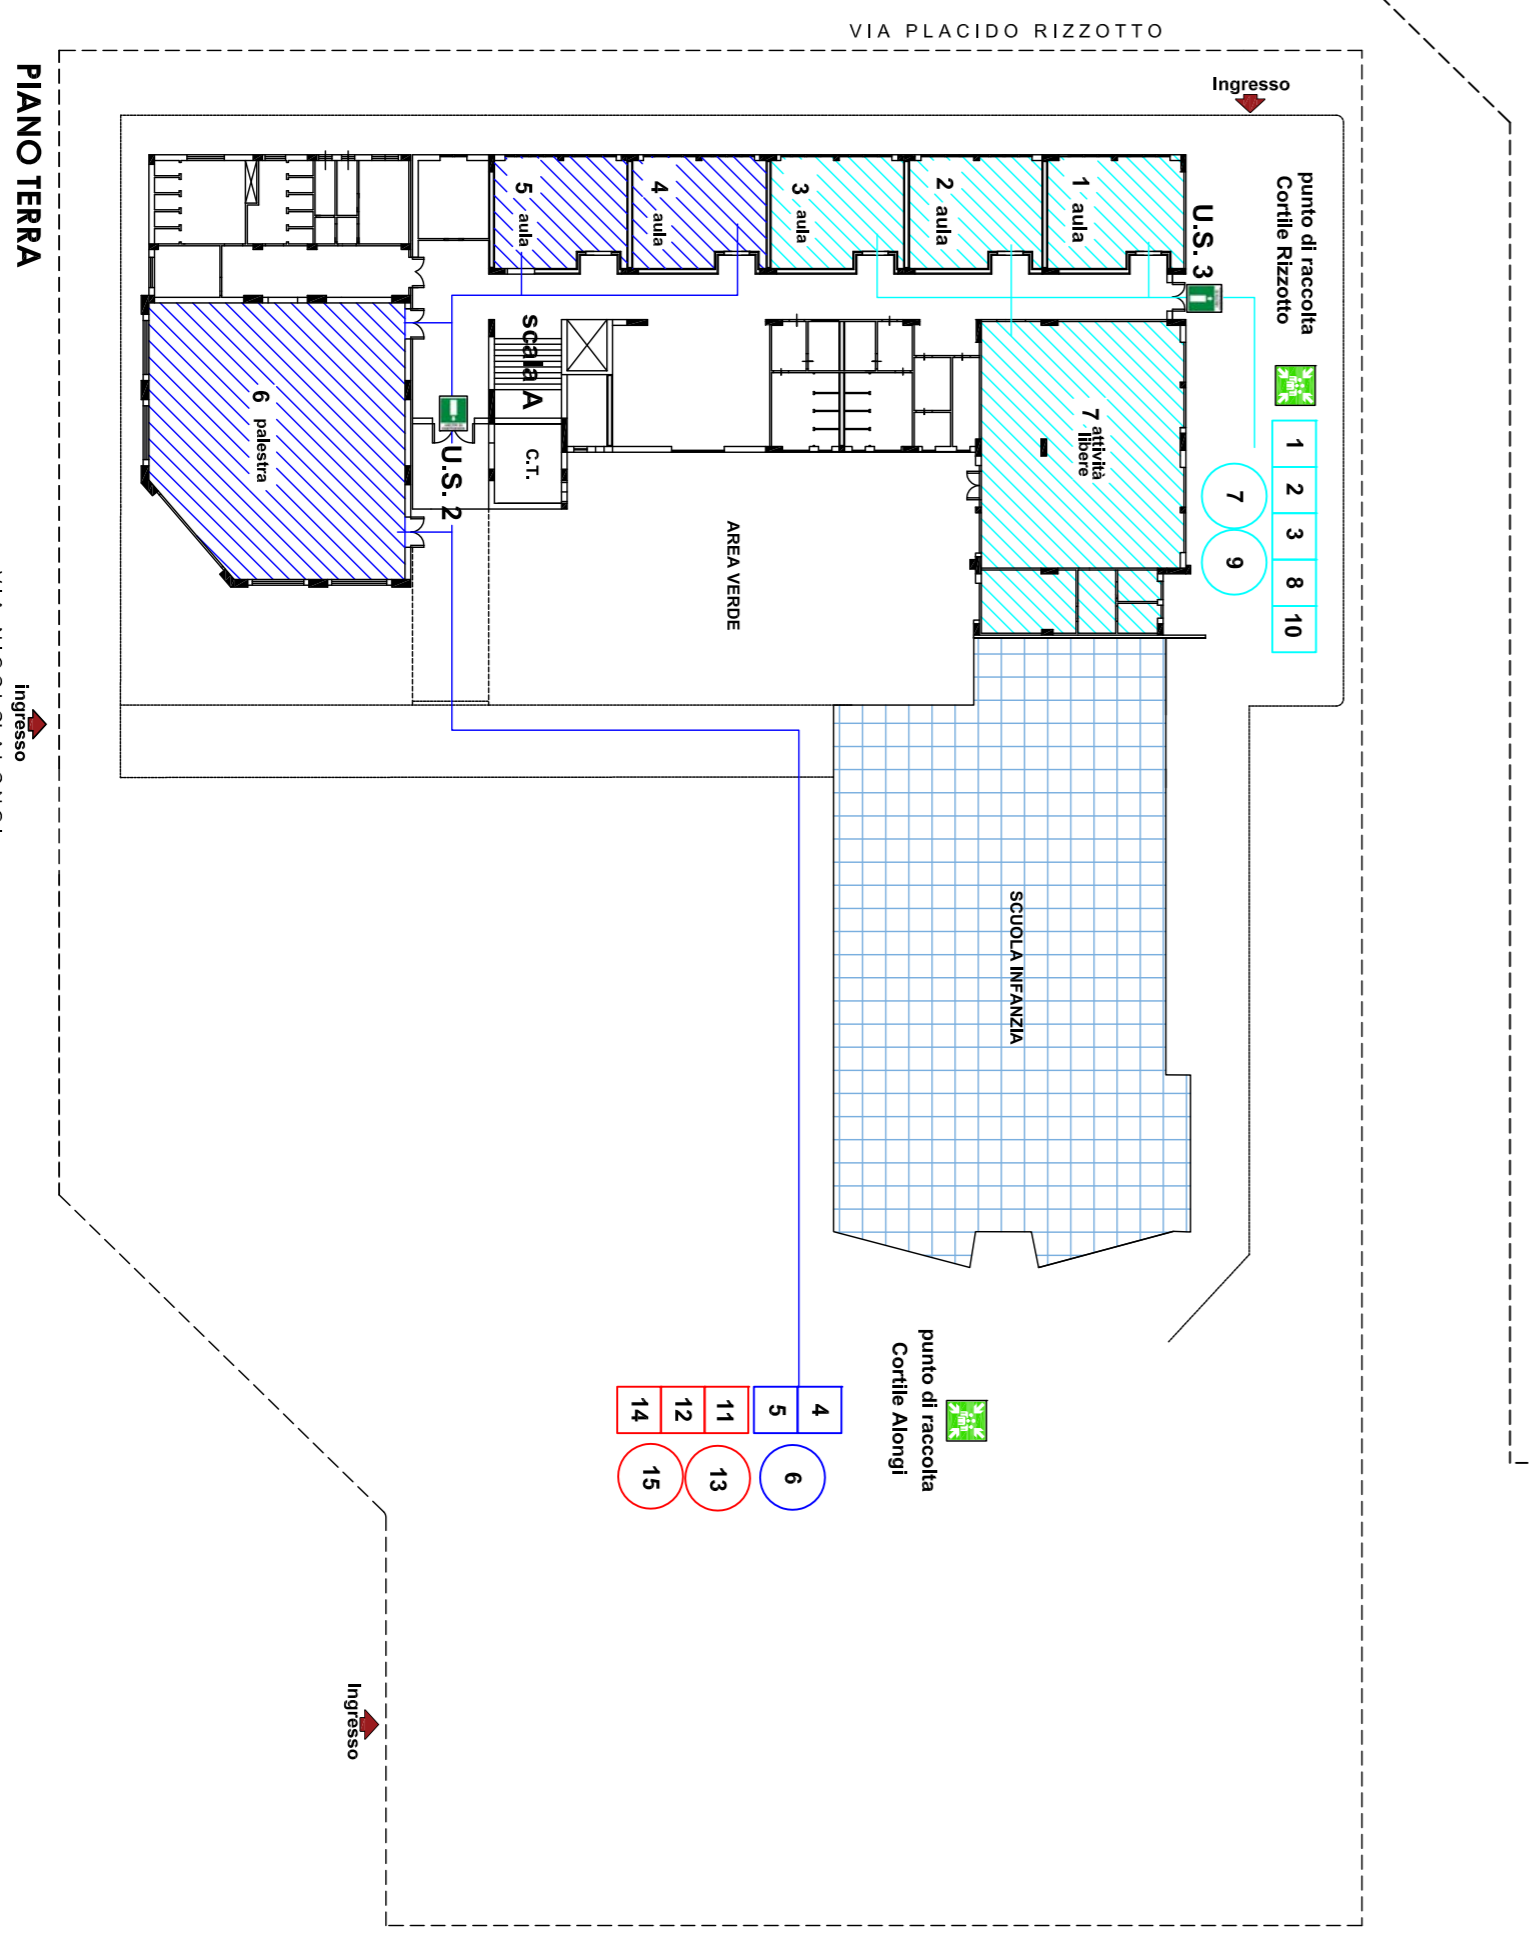 VIA PLACIDO RIZZOTTO
PIANO TERRA
Ingresso
punto di raccolta
Cortile Rizzotto
U.S. 3
1 aula
2 aula
3 aula
4 aula
5 aula
scala A
C.T.
U.S. 2
6 palestra
7 attività
libere
1
2
3
8
10
7
9
AREA VERDE
ingresso
SCUOLA INFANZIA
punto di raccolta
Cortile Alongi
4
5
11
12
14
6
13
15
Ingresso